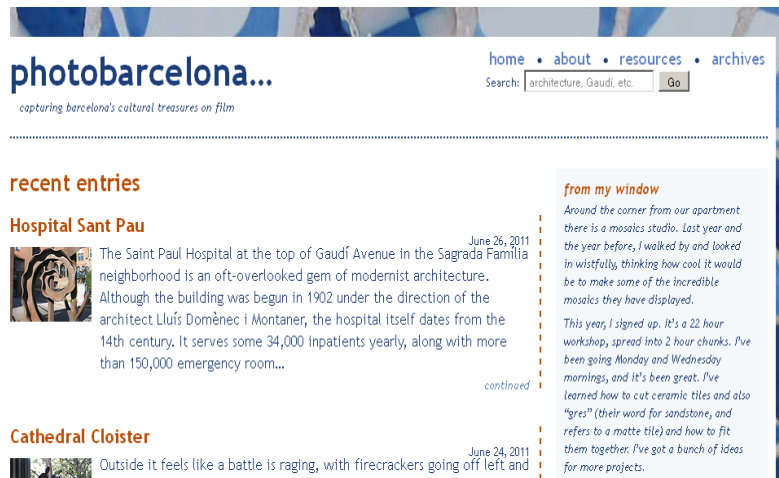 photobarcelona...
capturing barcelona's cultural treasures on film
home • about • resources • archives
Search: architecture, Gaudí, etc. Go
recent entries
Hospital Sant Pau
June 26, 2011
The Saint Paul Hospital at the top of Gaudí Avenue in the Sagrada Família
neighborhood is an oft-overlooked gem of modernist architecture.
Although the building was begun in 1902 under the direction of the
architect Lluís Domènec i Montaner, the hospital itself dates from the
14th century. It serves some 34,000 inpatients yearly, along with more
than 150,000 emergency room...
continued
Cathedral Cloister
June 24, 2011
Outside it feels like a battle is raging, with firecrackers going off left and
from my window
Around the corner from our apartment
there is a mosaics studio. Last year and
the year before, I walked by and looked
in wistfully, thinking how cool it would
be to make some of the incredible
mosaics they have displayed.
This year, I signed up. It's a 22 hour
workshop, spread into 2 hour chunks. I've
been going Monday and Wednesday
mornings, and it's been great. I've
learned how to cut ceramic tiles and also
“gres” (their word for sandstone, and
refers to a matte tile) and how to fit
them together. I've got a bunch of ideas
for more projects.